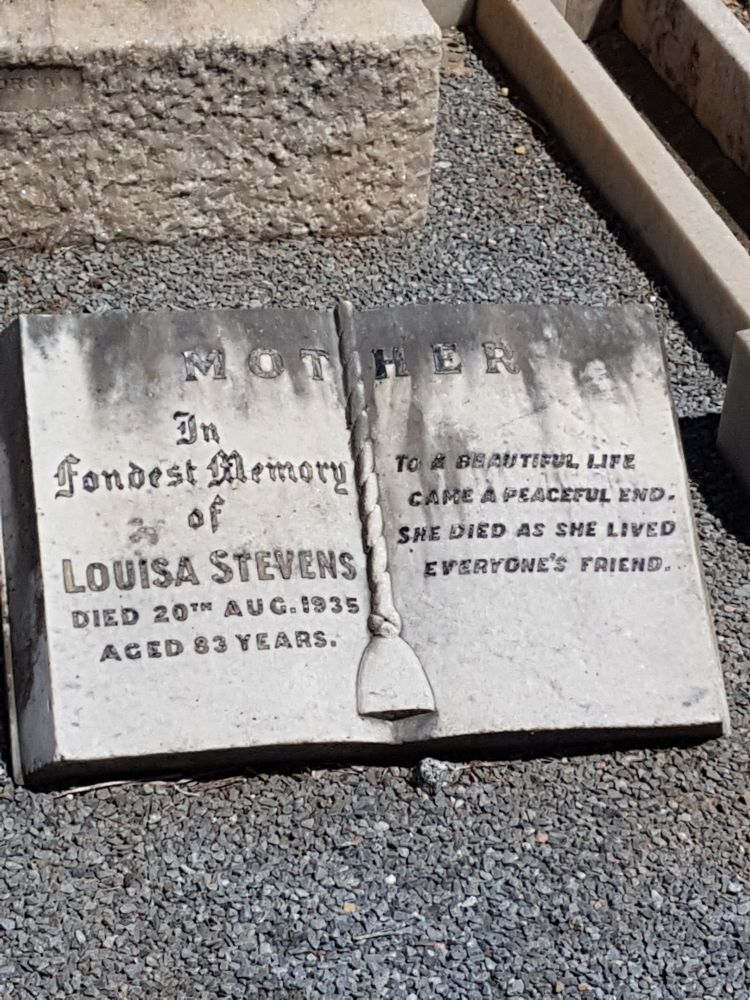 MOTHER
In
Fondest Memory
of
LOUISA STEVENS
DIED 20TH AUG. 1935
AGED 83 YEARS.
TO A BEAUTIFUL LIFE
CAME A PEACEFUL END.
SHE DIED AS SHE LIVED
EVERYONE'S FRIEND.